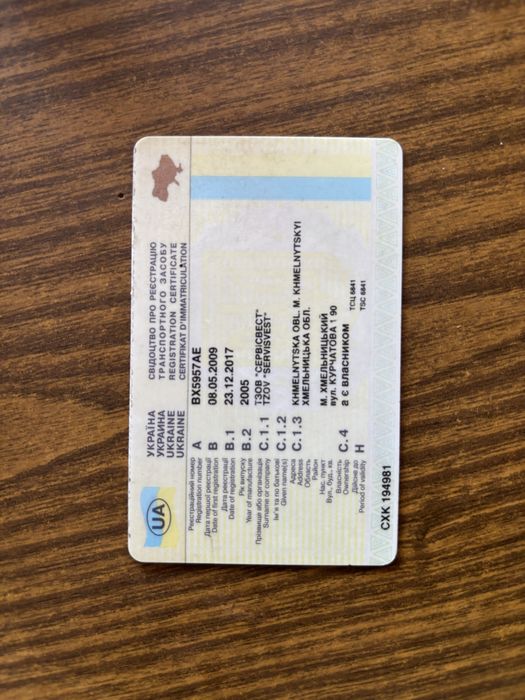 UA
УКРАЇНА
УКРАИНА
UKRAINE
UKRAINE
СВІДОЦТВО ПРО РЕЄСТРАЦІЮ
ТРАНСПОРТНОГО ЗАСОБУ
REGISTRATION CERTIFICATE
CERTIFICAT D'IMMATRICULATION
Реєстраційний номер
Registration number A BX5957AE
Дата першої реєстрації
Date of first registration B 08.05.2009
Дата реєстрації
Date of registration B.1 23.12.2017
Рік випуску
Year of manufacture B.2 2005
Прізвище або організація
Surname or company C.1.1 ТЗОВ "СЕРВІСВЕСТ"
TZOV "SERVISVEST"
Ім'я та по батькові
Given name(s) C.1.2
Адреса
Address C.1.3 KHMELNYTSKA OBL. M. KHMELNYTSKYI
Область ХМЕЛЬНИЦЬКА ОБЛ.
Район
Нас. пункт М. ХМЕЛЬНИЦЬКИЙ
Вул., буд., кв. вул. КУРЧАТОВА 1 90
Власність
Ownership C.4 а є власником
Дійсне до
Period of validity H
ТСЦ 6841
TSC 6841
СХК 194981